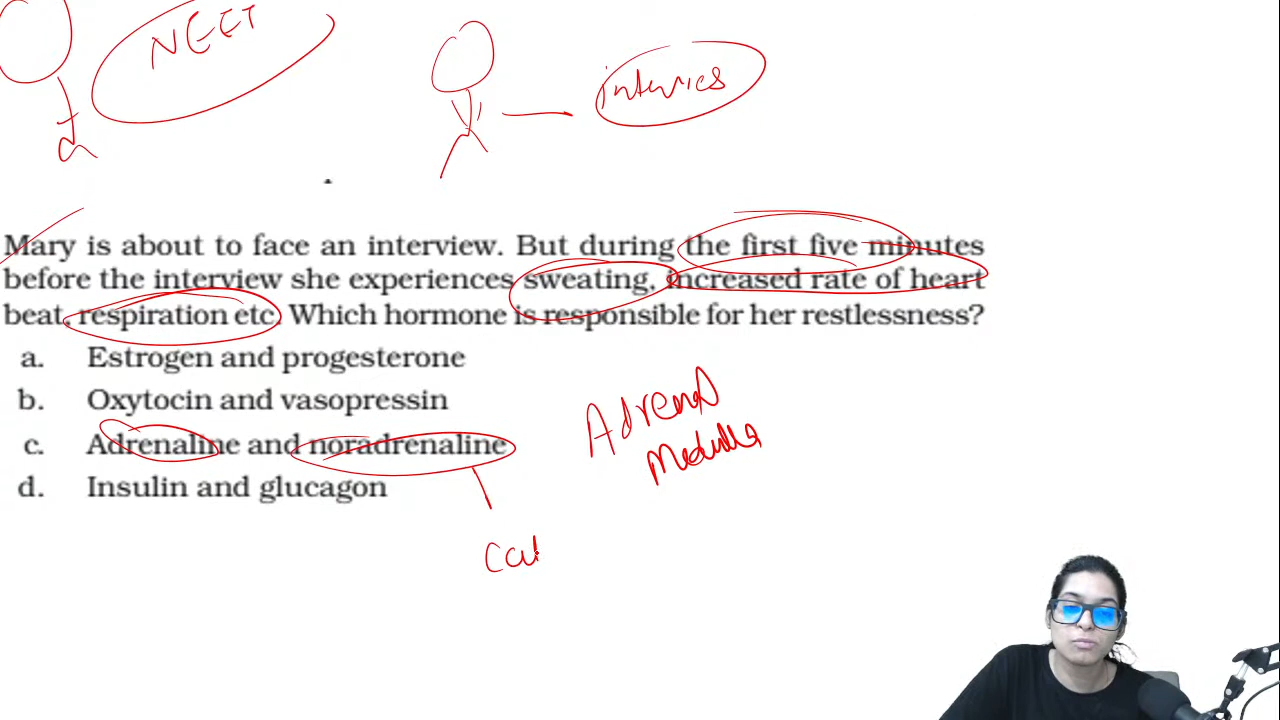 NEET
interview
Mary is about to face an interview. But during the first five minutes
before the interview she experiences sweating, increased rate of heart
beat, respiration etc. Which hormone is responsible for her restlessness?
a. Estrogen and progesterone
b. Oxytocin and vasopressin
c. Adrenaline and noradrenaline
d. Insulin and glucagon
Adrenal
Medulla